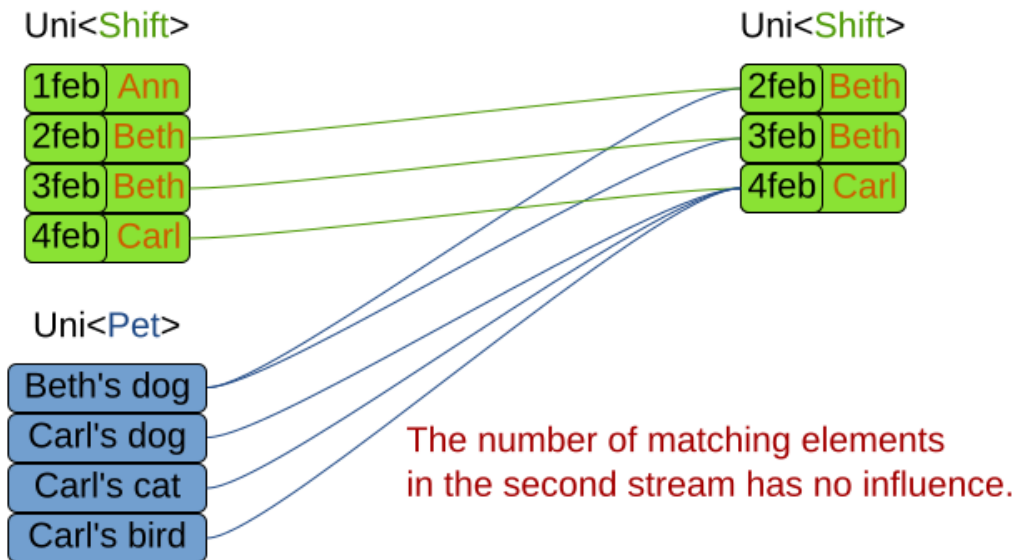 Uni<Shift>
1feb Ann
2feb Beth
3feb Beth
4feb Carl
Uni<Pet>
Beth's dog
Carl's dog
Carl's cat
Carl's bird
Uni<Shift>
2feb Beth
3feb Beth
4feb Carl
The number of matching elements
in the second stream has no influence.